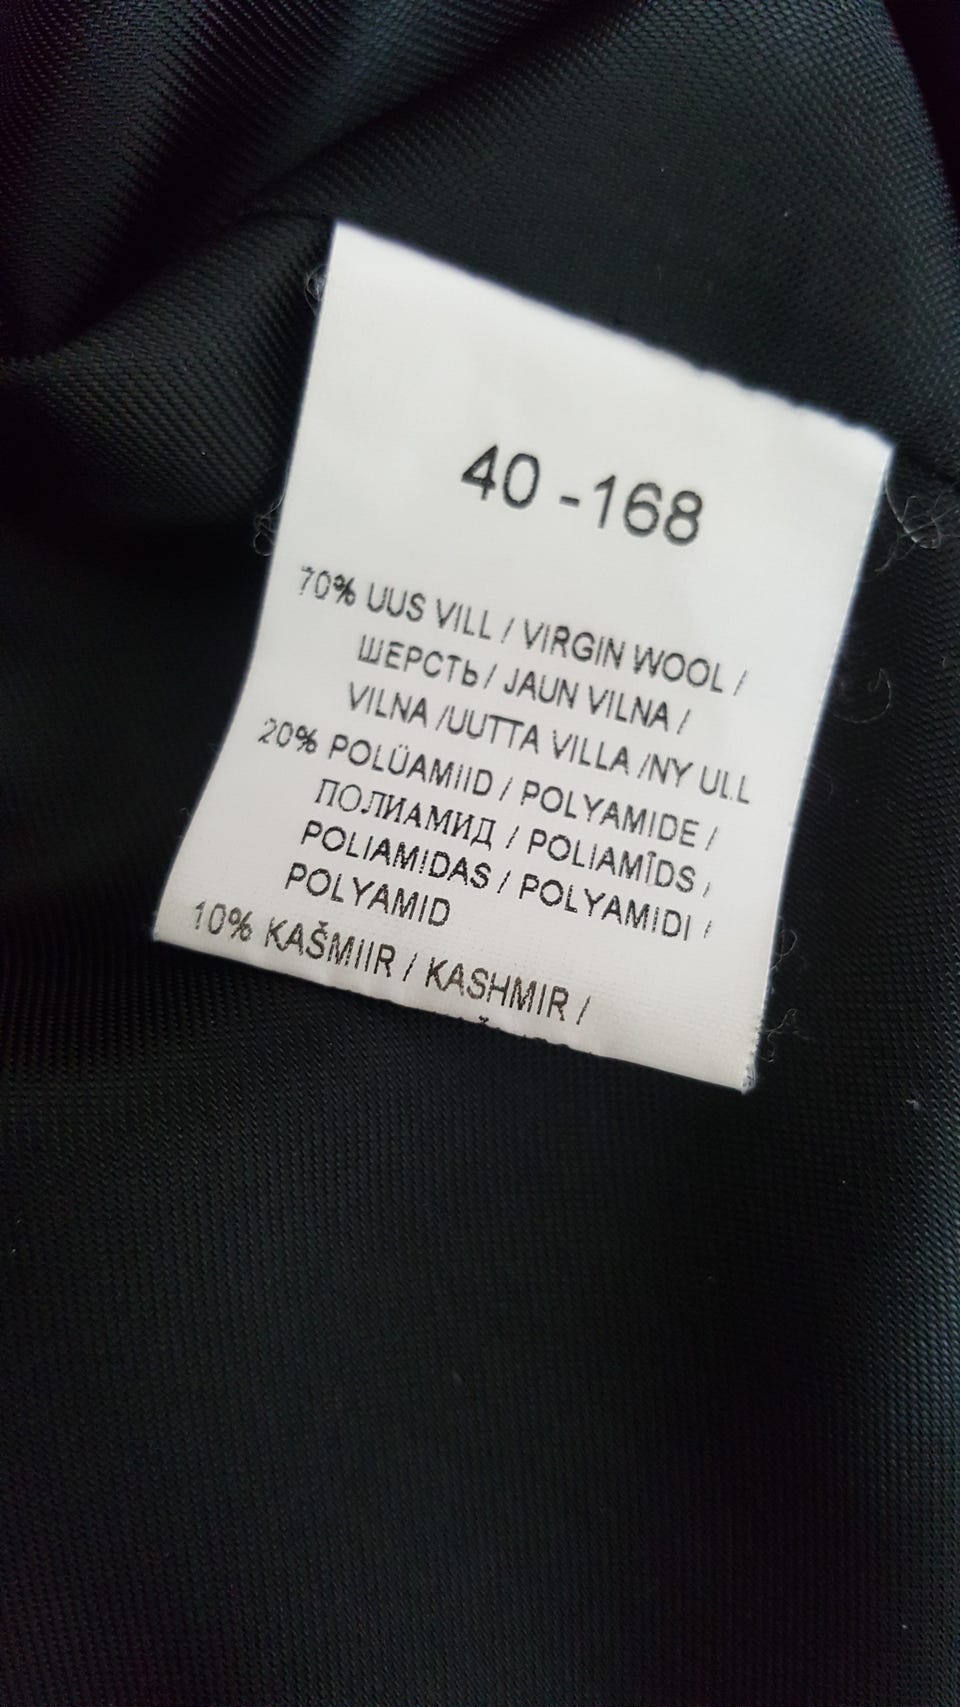 40 -168
70% UUS VILL / VIRGIN WOOL /
ШЕРСТЬ / JAUN VILNA /
VILNA /UUTTA VILLA /NY ULL
20% POLÜAMIID / POLYAMIDE /
ПОЛИАМИД / POLIAMĪDS /
POLIAMIDAS / POLYAMIDI /
POLYAMID
10% KAŠMIIR / KASHMIR /